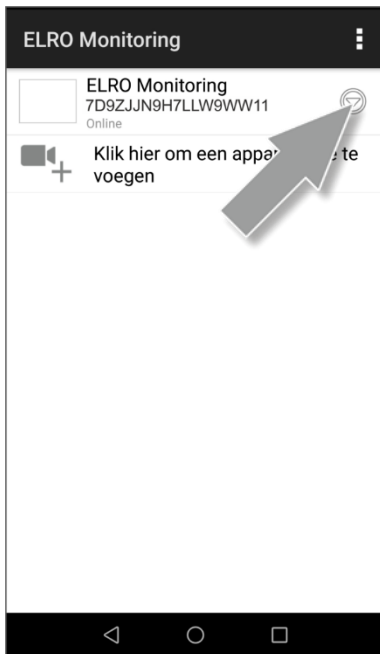 ELRO Monitoring
ELRO Monitoring
7D9ZJJN9H7LLW9WW11
Online
Klik hier om een te
voegen